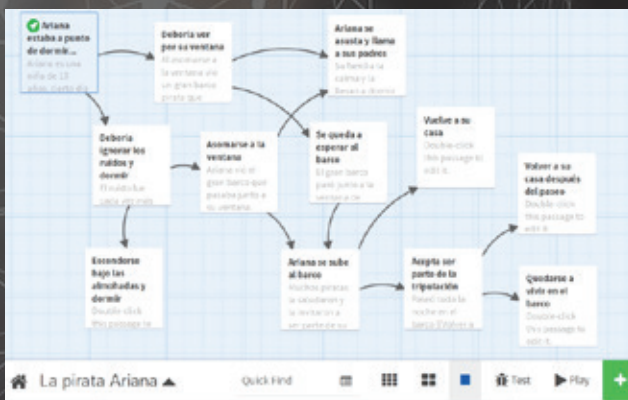 Ariana
estaba a punto
de dormir...
Ariana es una
niña de 10
años. Cierto día
Debería ver
por su ventana
Al asomarse a
la ventana vio
un gran barco
pirata que
Ariana se
asusta y llama
a sus padres
Su familia la
calma y la
llevan a dormir
Debería
ignorar los
ruidos y
dormir
El ruido fue
cada vez más
Asomarse a la
ventana
Ariana vio el
gran barco que
pasaba junto a
su ventana.
Se queda a
esperar al
barco
El gran barco
paró junto a la
ventana de
Vuelve a su
casa
Double-click
this passage to
edit it.
Volver a su
casa después
del paseo
Double-click
this passage to
edit it.
Esconderse
bajo las
almohadas y
dormir
Double-click
this passage to
Ariana se sube
al barco
Muchos piratas
la saludaron y
la invitaron a
ser parte de su
Acepta ser
parte de la
tripulación
Paseó toda la
noche en el
barco
Quedarse a
vivir en el
barco
Double-click
this passage to
edit it.
La pirata Ariana
Quick Find
Test
Play
+